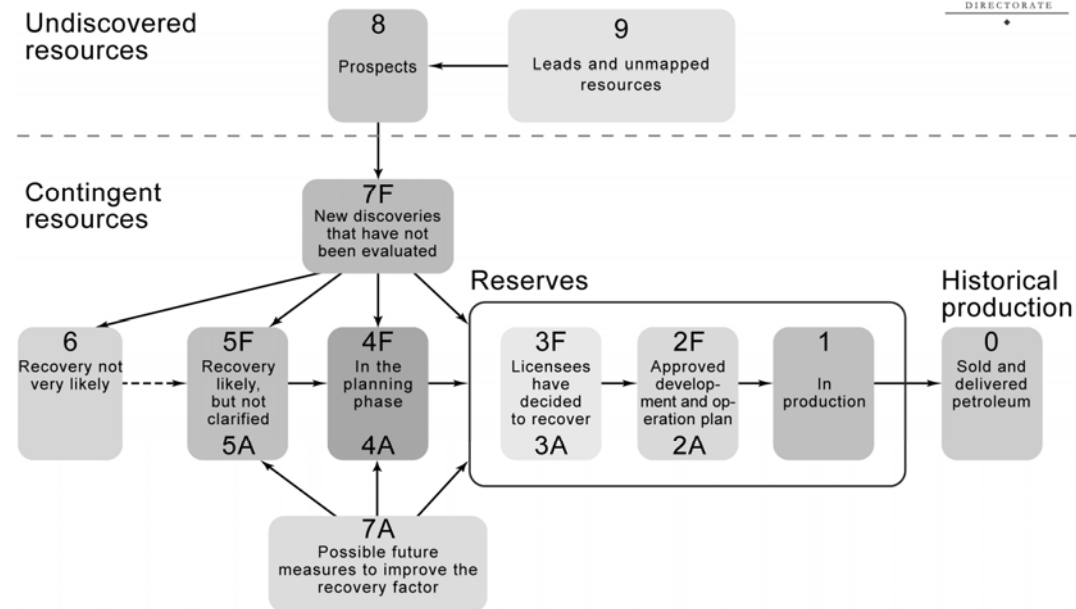 DIRECTORATE
Undiscovered
resources
8
Prospects
9
Leads and unmapped
resources
Contingent
resources
7F
New discoveries
that have not
been evaluated
Reserves
Historical
production
6
Recovery not
very likely
5F
Recovery
likely,
but not
clarified
5A
4F
In the
planning
phase
4A
3F
Licensees
have
decided
to recover
3A
2F
Approved
develop-
ment and op-
eration plan
2A
1
In
production
0
Sold and
delivered
petroleum
7A
Possible future
measures to improve the
recovery factor